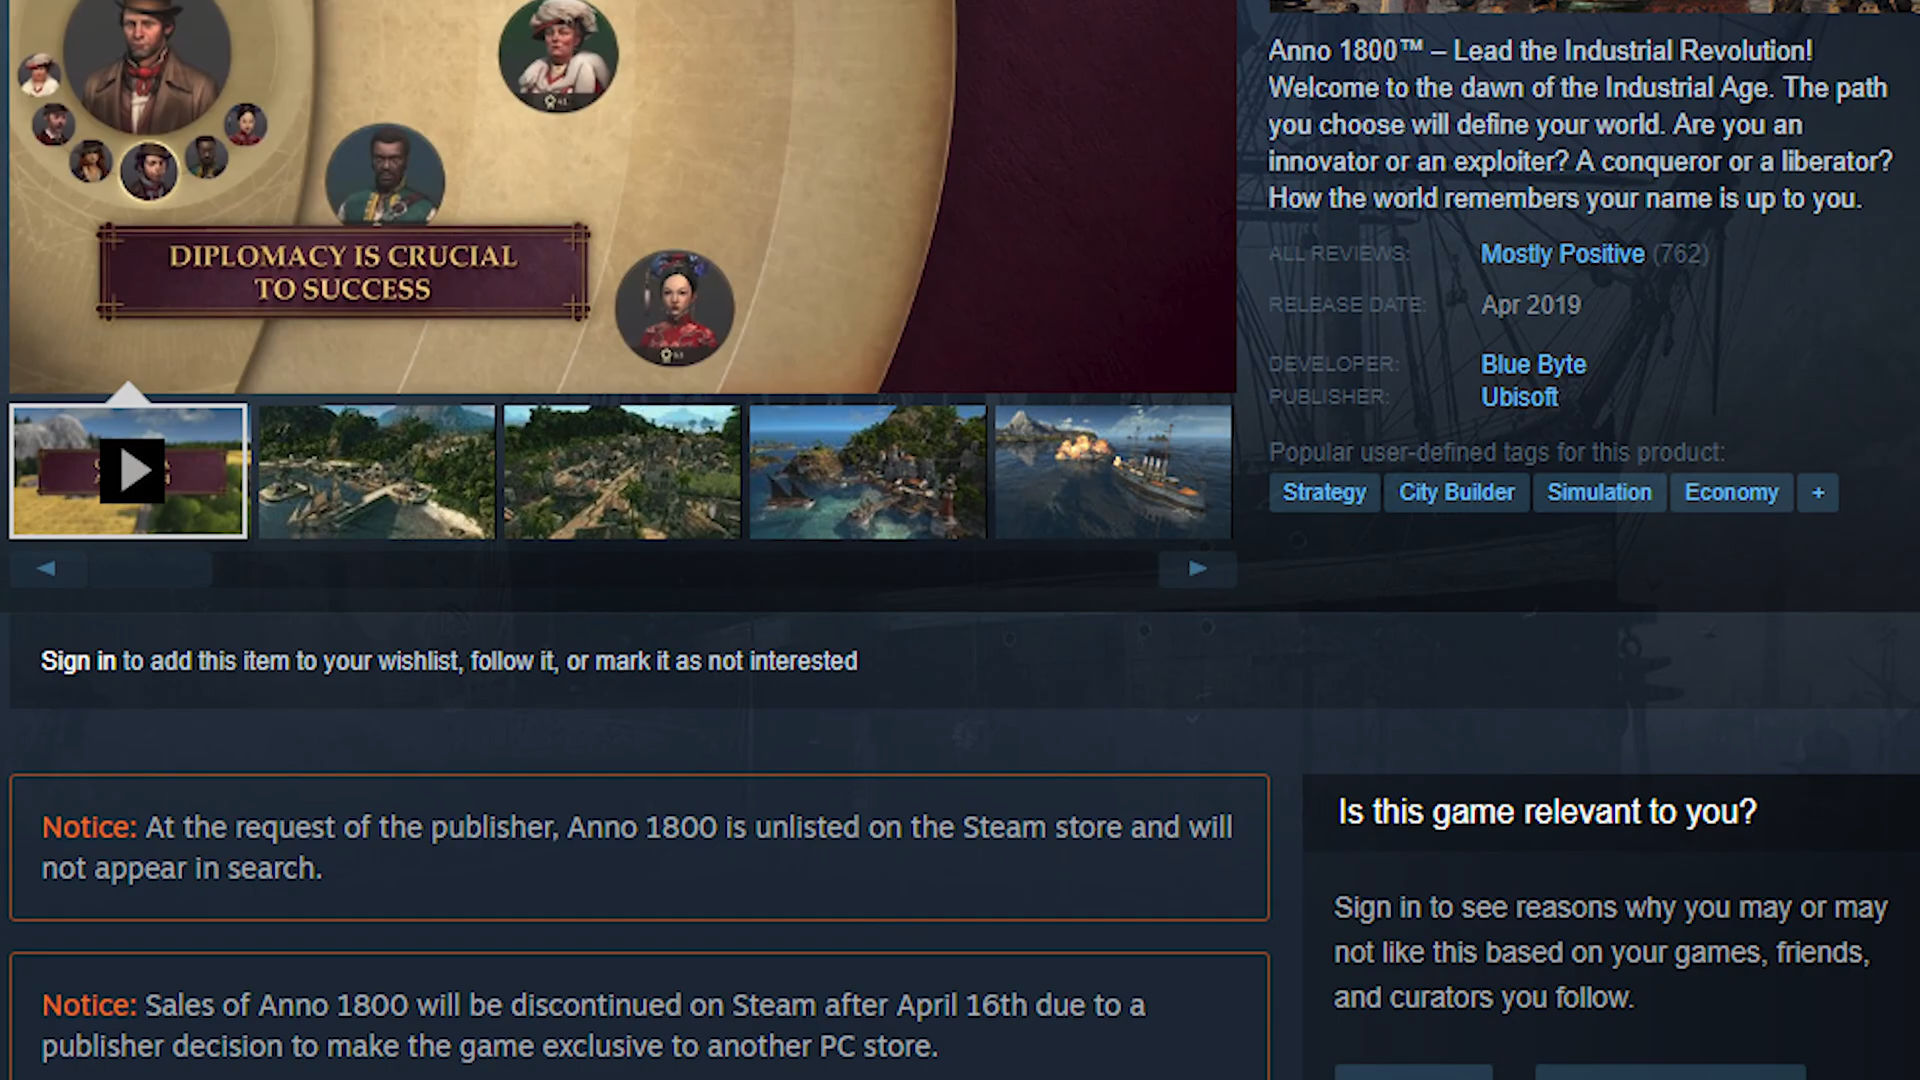 DIPLOMACY IS CRUCIAL
TO SUCCESS
Anno 1800™ – Lead the Industrial Revolution!
Welcome to the dawn of the Industrial Age. The path
you choose will define your world. Are you an
innovator or an exploiter? A conqueror or a liberator?
How the world remembers your name is up to you.
ALL REVIEWS: Mostly Positive (762)
RELEASE DATE: Apr 2019
DEVELOPER: Blue Byte
PUBLISHER: Ubisoft
Popular user-defined tags for this product:
Strategy City Builder Simulation Economy +
Sign in to add this item to your wishlist, follow it, or mark it as not interested
Notice: At the request of the publisher, Anno 1800 is unlisted on the Steam store and will
not appear in search.
Notice: Sales of Anno 1800 will be discontinued on Steam after April 16th due to a
publisher decision to make the game exclusive to another PC store.
Is this game relevant to you?
Sign in to see reasons why you may or may
not like this based on your games, friends,
and curators you follow.